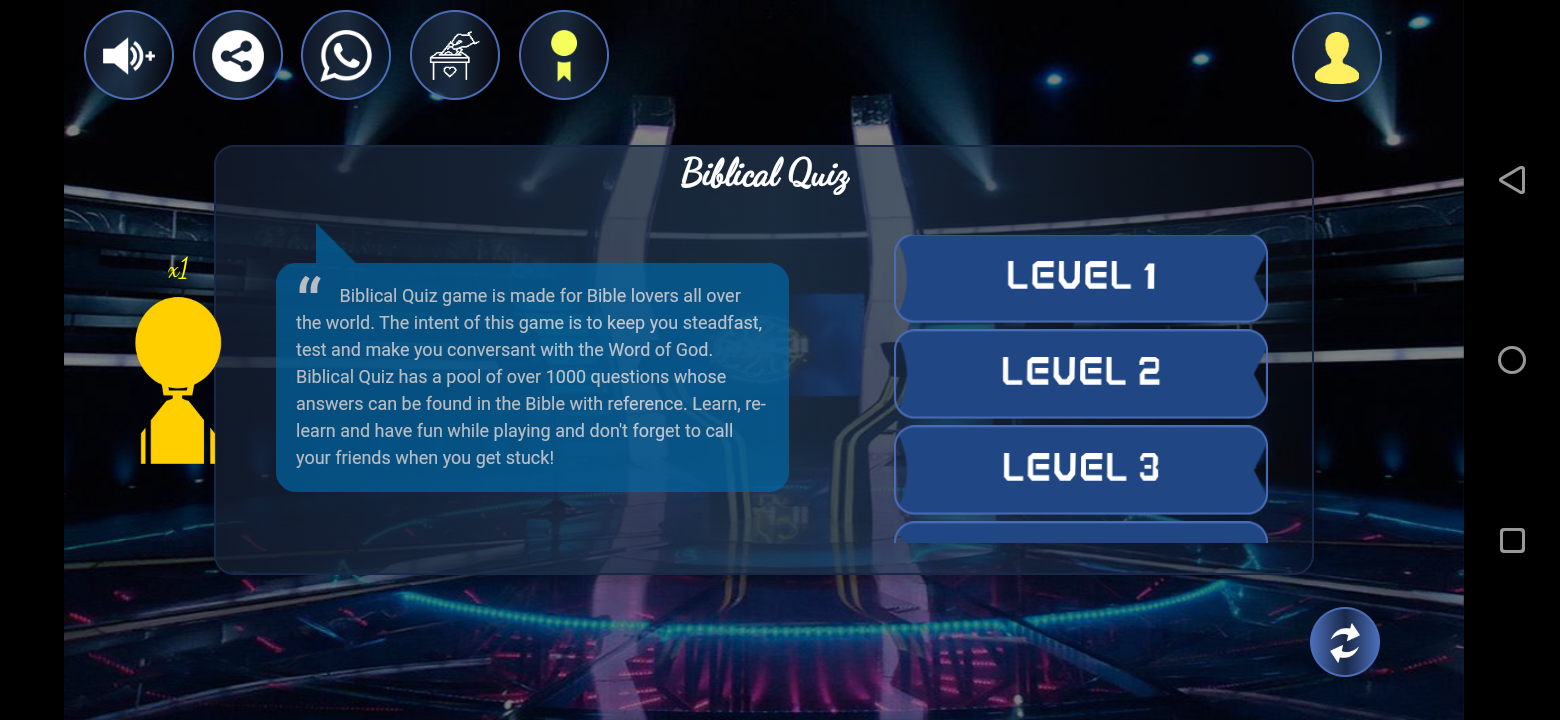 Biblical Quiz
x1
“ Biblical Quiz game is made for Bible lovers all over
the world. The intent of this game is to keep you steadfast,
test and make you conversant with the Word of God.
Biblical Quiz has a pool of over 1000 questions whose
answers can be found in the Bible with reference. Learn, re-
learn and have fun while playing and don't forget to call
your friends when you get stuck!
LEVEL 1
LEVEL 2
LEVEL 3